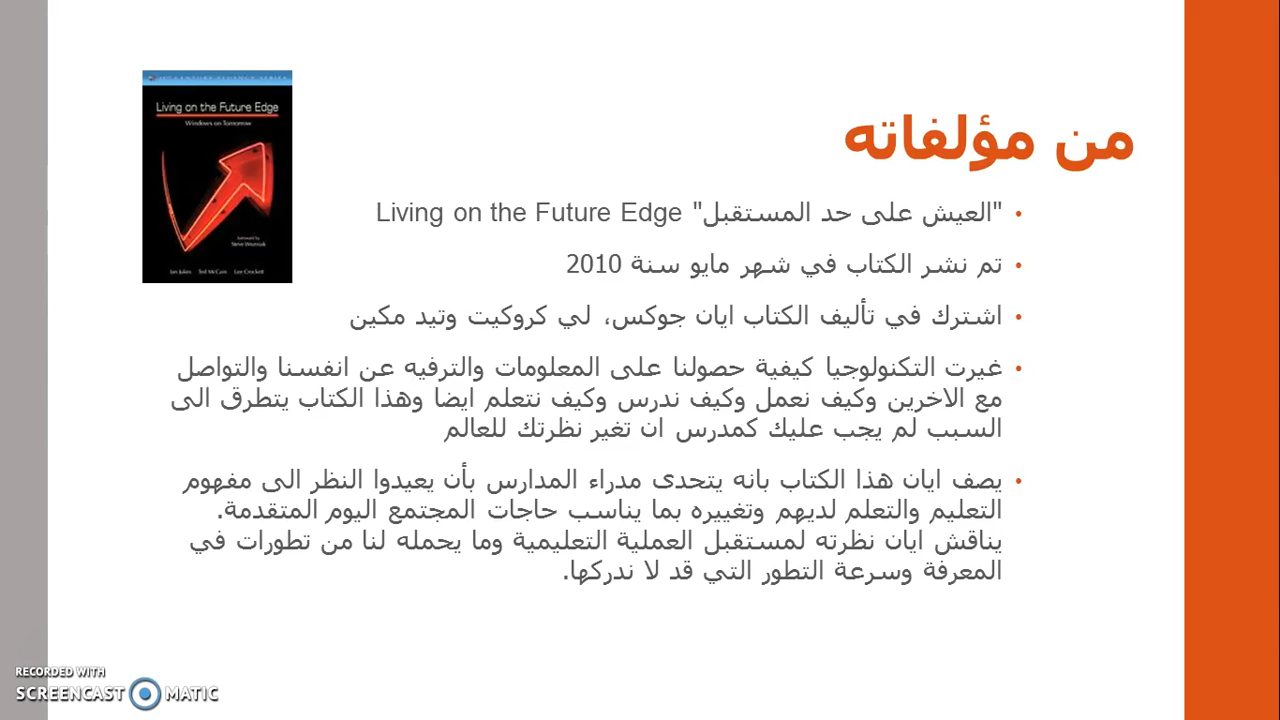 من مؤلفاته
Living on the Future Edge
Windows on Tomorrow
foreword by
Steve Wozniak
Ian Jukes Ted McCain Lee Crockett
• "العيش على حد المستقبل" Living on the Future Edge
• تم نشر الكتاب في شهر مايو سنة 2010
• اشترك في تأليف الكتاب ايان جوكس، لي كروكيت وتيد مكين
• غيرت التكنولوجيا كيفية حصولنا على المعلومات والترفيه عن انفسنا والتواصل
مع الاخرين وكيف نعمل وكيف ندرس وكيف نتعلم ايضا وهذا الكتاب يتطرق الى
السبب لم يجب عليك كمدرس ان تغير نظرتك للعالم
• يصف ايان هذا الكتاب بانه يتحدى مدراء المدارس بأن يعيدوا النظر الى مفهوم
التعليم والتعلم لديهم وتغييره بما يناسب حاجات المجتمع اليوم المتقدمة.
يناقش ايان نظرته لمستقبل العملية التعليمية وما يحمله لنا من تطورات في
المعرفة وسرعة التطور التي قد لا ندركها.
RECORDED WITH
SCREENCAST MATIC